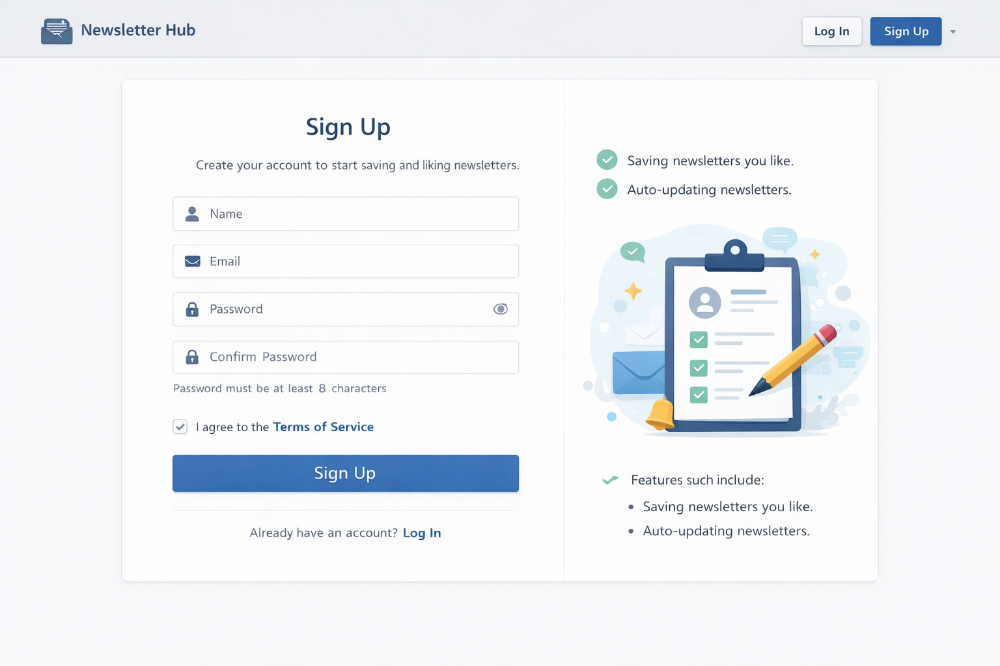 Newsletter Hub
Log In
Sign Up
Sign Up
Create your account to start saving and liking newsletters.
Name
Email
Password
Confirm Password
Password must be at least 8 characters
I agree to the Terms of Service
Sign Up
Already have an account? Log In
Saving newsletters you like.
Auto-updating newsletters.
Features such include:
Saving newsletters you like.
Auto-updating newsletters.